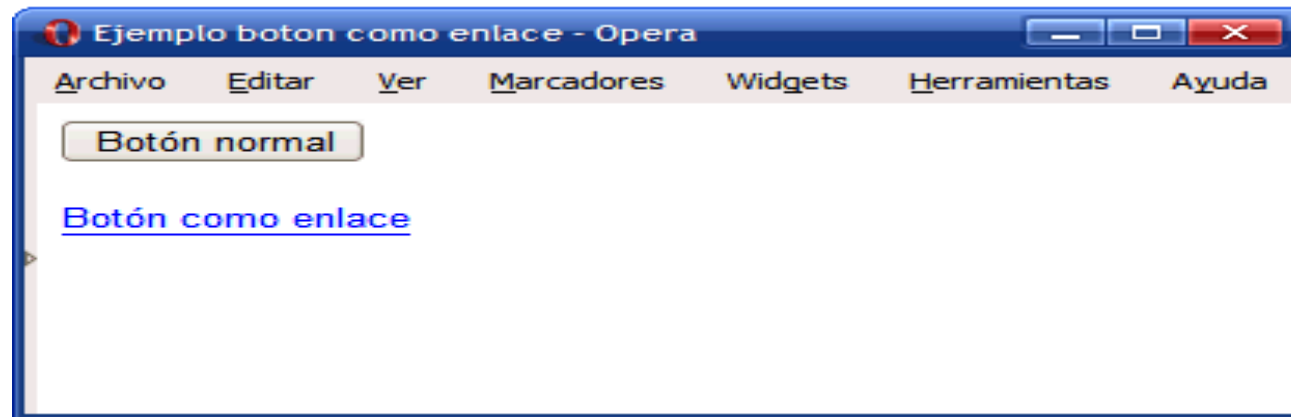 Ejemplo boton como enlace - Opera
Archivo Editar Ver Marcadores Widgets Herramientas Ayuda
Botón normal
Botón como enlace